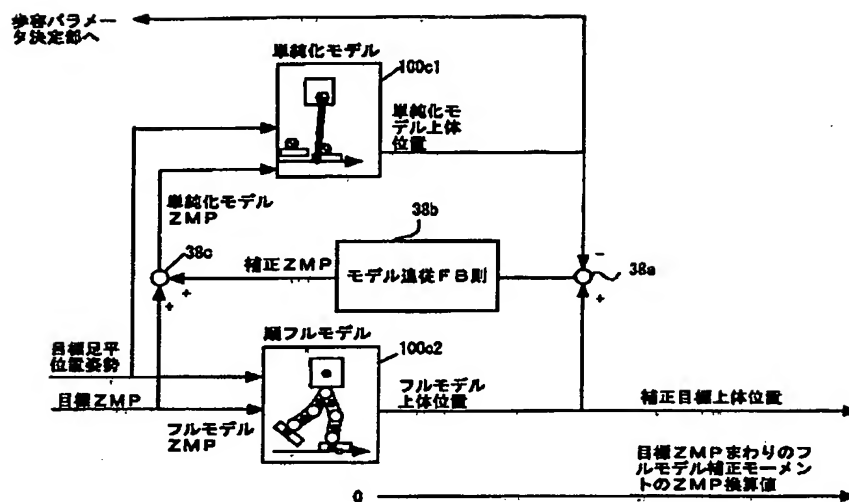 歩容パラメー
タ決定部へ
単純化モデル
100c1
単純化モ
デル上体
位置
単純化モデル
ZMP
38c
38b
－
38a
補正ZMP
モデル追従FB則
＋
＋
＋
目標足平
位置姿勢
順フルモデル
100c2
目標ZMP
フルモデル
ZMP
フルモデル
上体位置
補正目標上体位置
目標ZMPまわりのフ
ルモデル補正モーメン
トのZMP換算値
0